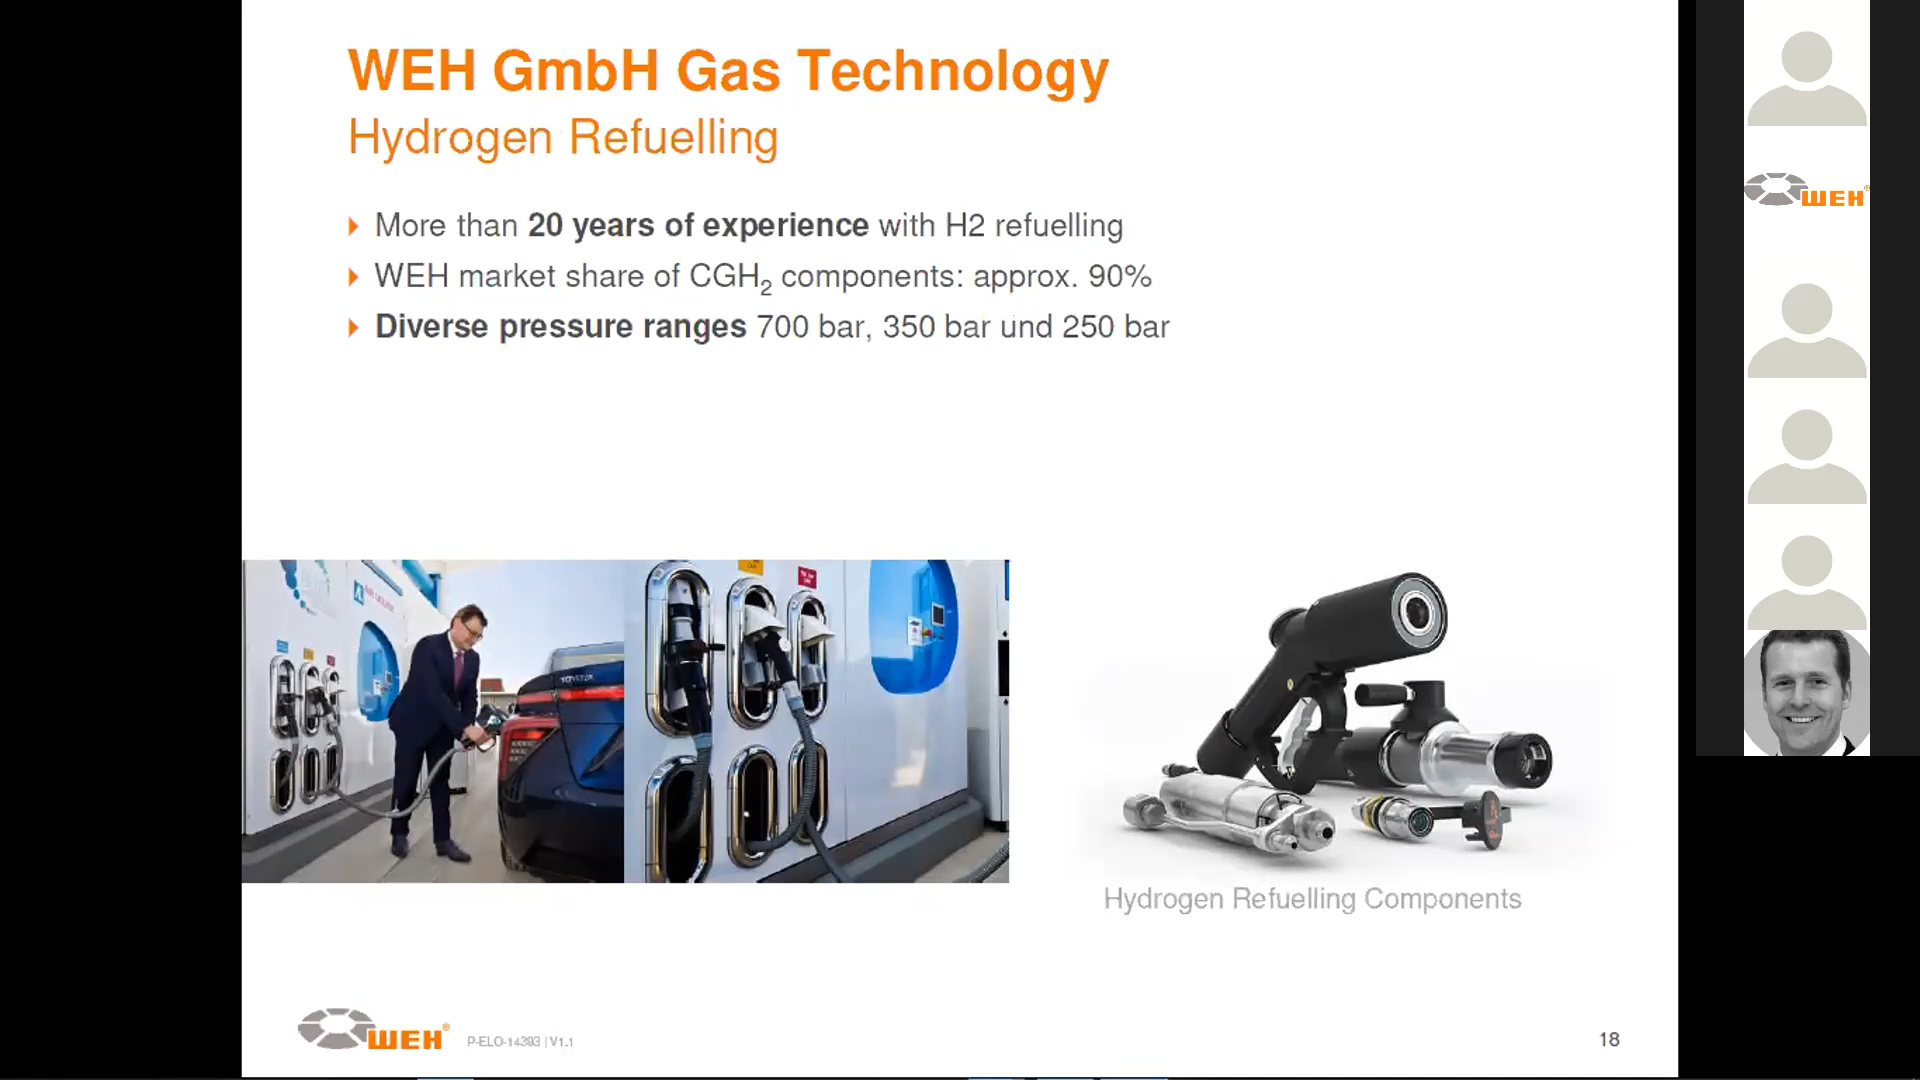 WEH GmbH Gas Technology
Hydrogen Refuelling
More than 20 years of experience with H2 refuelling
WEH market share of CGH₂ components: approx. 90%
Diverse pressure ranges 700 bar, 350 bar und 250 bar
Hydrogen Refuelling Components
WEH®
P-ELO-14393 | V1.1
18
WEH®